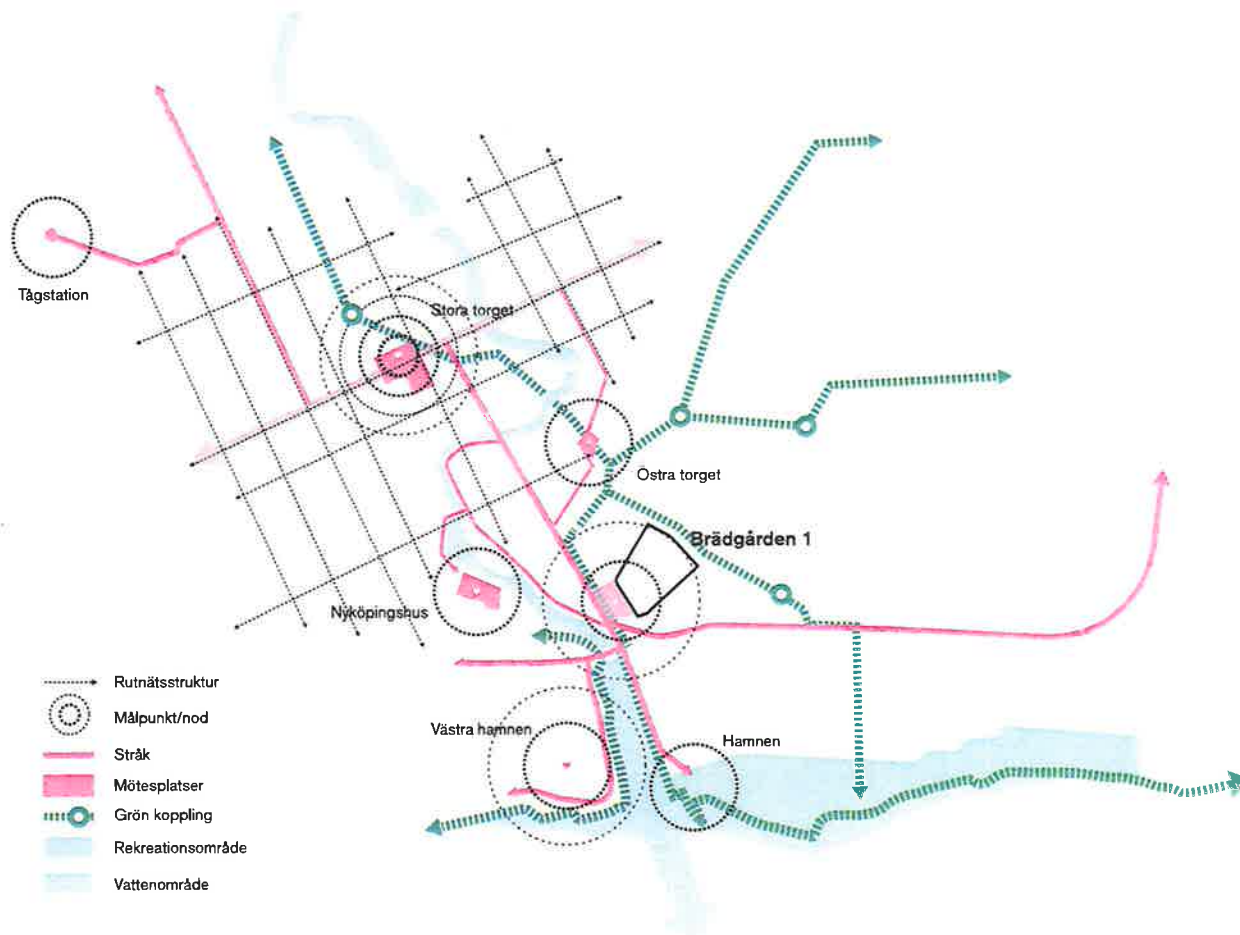 Tågstation
Stora torget
Östra torget
Brädgården 1
Nyköpingshus
Västra hamnen
Hamnen
Rutnätsstruktur
Målpunkt/nod
Stråk
Mötesplatser
Grön koppling
Rekreationsområde
Vattenområde